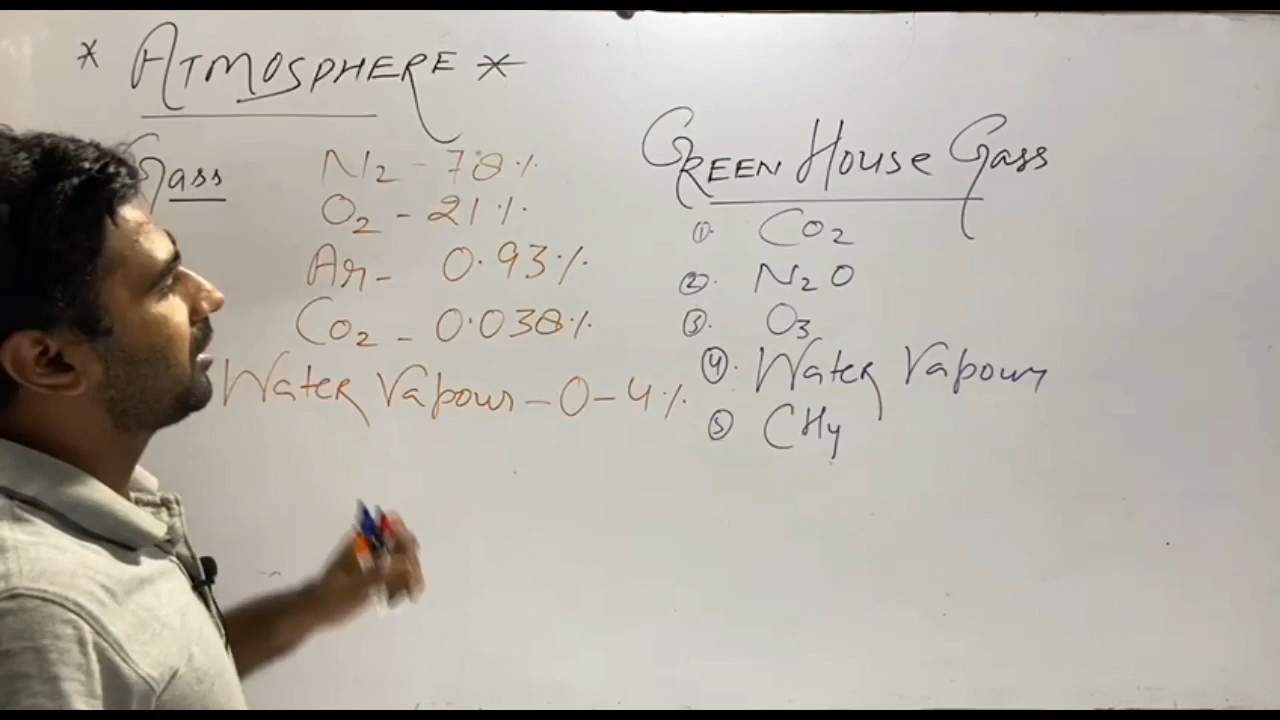 * ATMOSPHERE *
Gass
N2 - 78%
O2 - 21%
Ar - 0.93%
CO2 - 0.038%
Water Vapour - 0-4%
GREEN HOUSE Gass
① CO2
② N2O
③ O3
④ Water Vapour
⑤ CH4